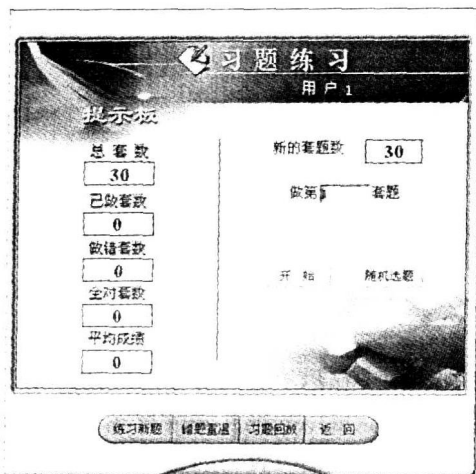 习题练习
用户1
提示板
总套数
30
已做套数
0
做错套数
0
全对套数
0
平均成绩
0
新的套题数 30
做第 套题
开始 随机选题
练习新题 错题重温 习题回放 返回